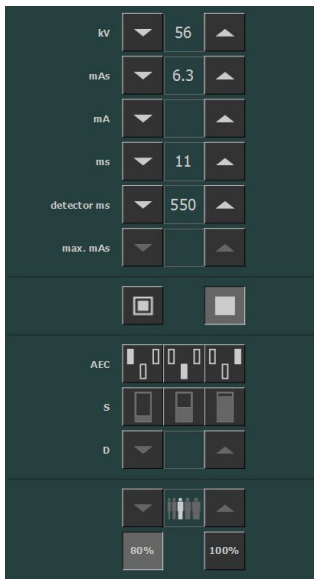 kV 56
mAs 6.3
mA
ms 11
detector ms 550
max. mAs
AEC
S
D
80% 100%